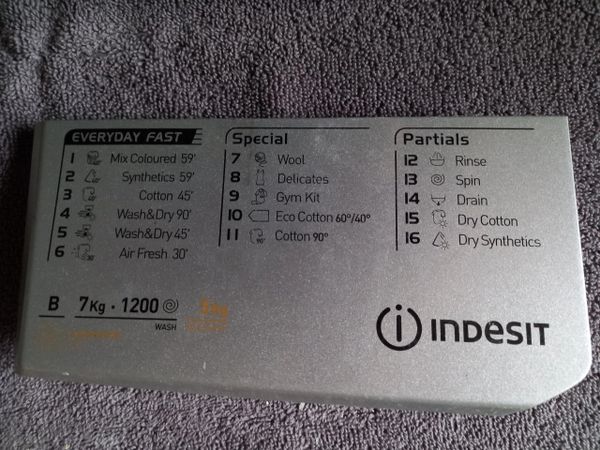 EVERYDAY FAST
1 Mix Coloured 59'
2 Synthetics 59'
3 Cotton 45'
4 Wash&Dry 90'
5 Wash&Dry 45'
6 Air Fresh 30'
Special
7 Wool
8 Delicates
9 Gym Kit
10 Eco Cotton 60°/40°
11 Cotton 90°
Partials
12 Rinse
13 Spin
14 Drain
15 Dry Cotton
16 Dry Synthetics
B 7Kg · 1200
WASH
INDESIT